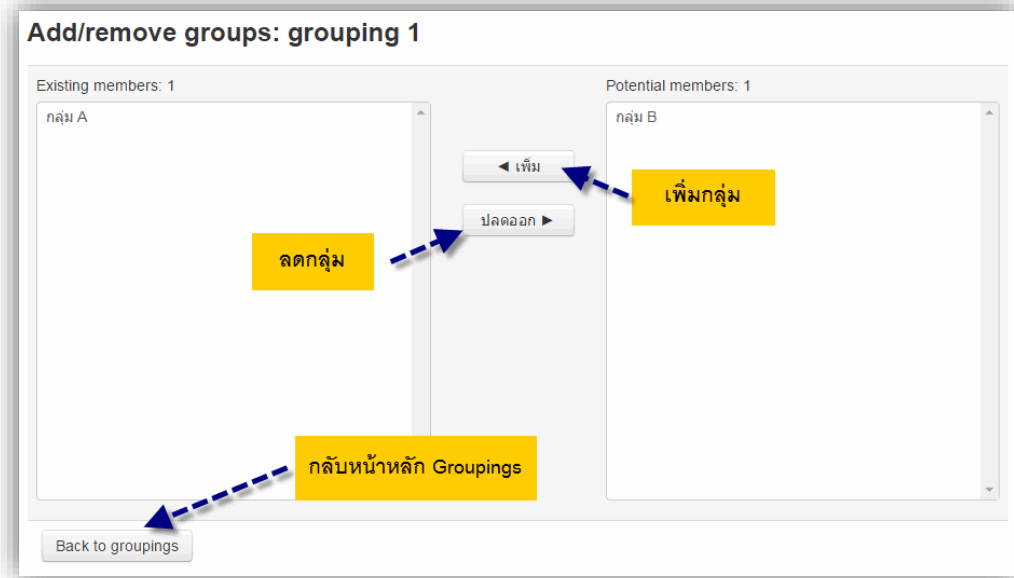 Add/remove groups: grouping 1
Existing members: 1
Potential members: 1
กลุ่ม A
กลุ่ม B
◄ เพิ่ม
เพิ่มกลุ่ม
ปลดออก ►
ลดกลุ่ม
กลับหน้าหลัก Groupings
Back to groupings